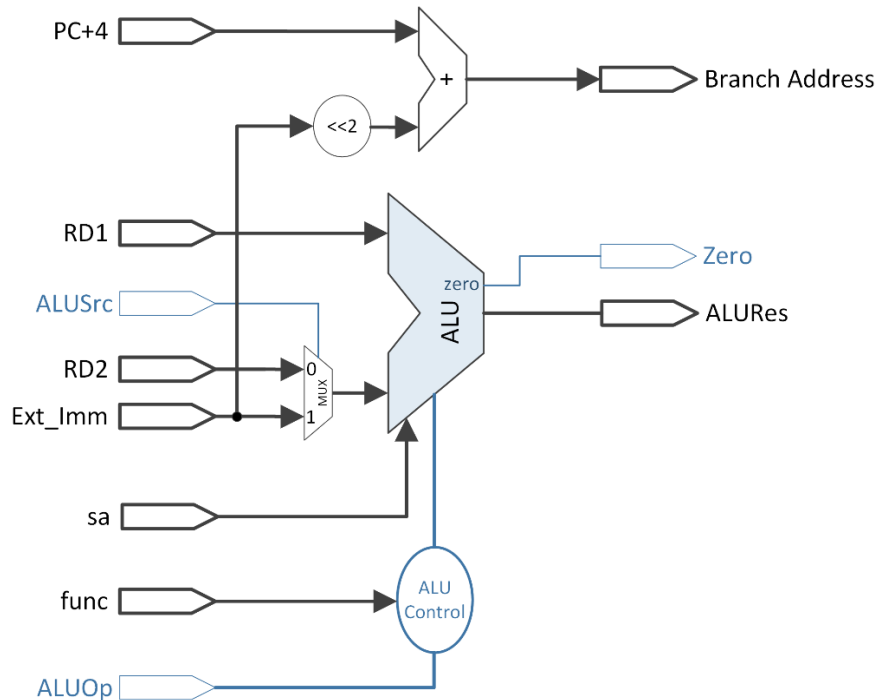 PC+4
+
Branch Address
<<2
RD1
zero
Zero
ALUSrc
ALU
ALURes
RD2
0
MUX
Ext_Imm
1
sa
func
ALU
Control
ALUOp